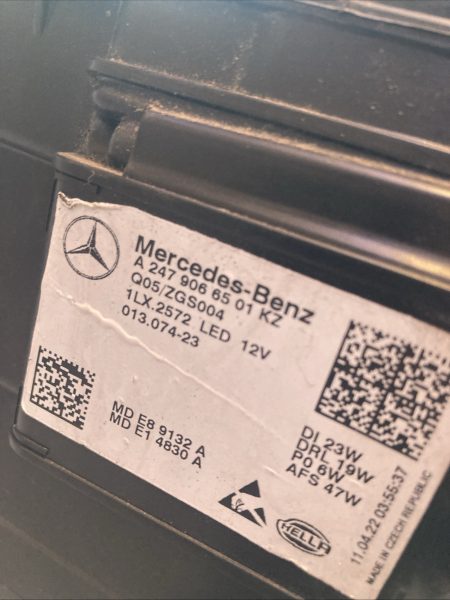 Mercedes-Benz
A 247 906 65 01 KZ
Q05/ZGS004
1LX.2572 LED 12V
013.074-23
MD E8 9132 A
MD E1 4830 A
DI 23W
DRL 19W
PO 6W
AFS 47W
HELLA
11.04.22 03:55:37
MADE IN CZECH REPUBLIC